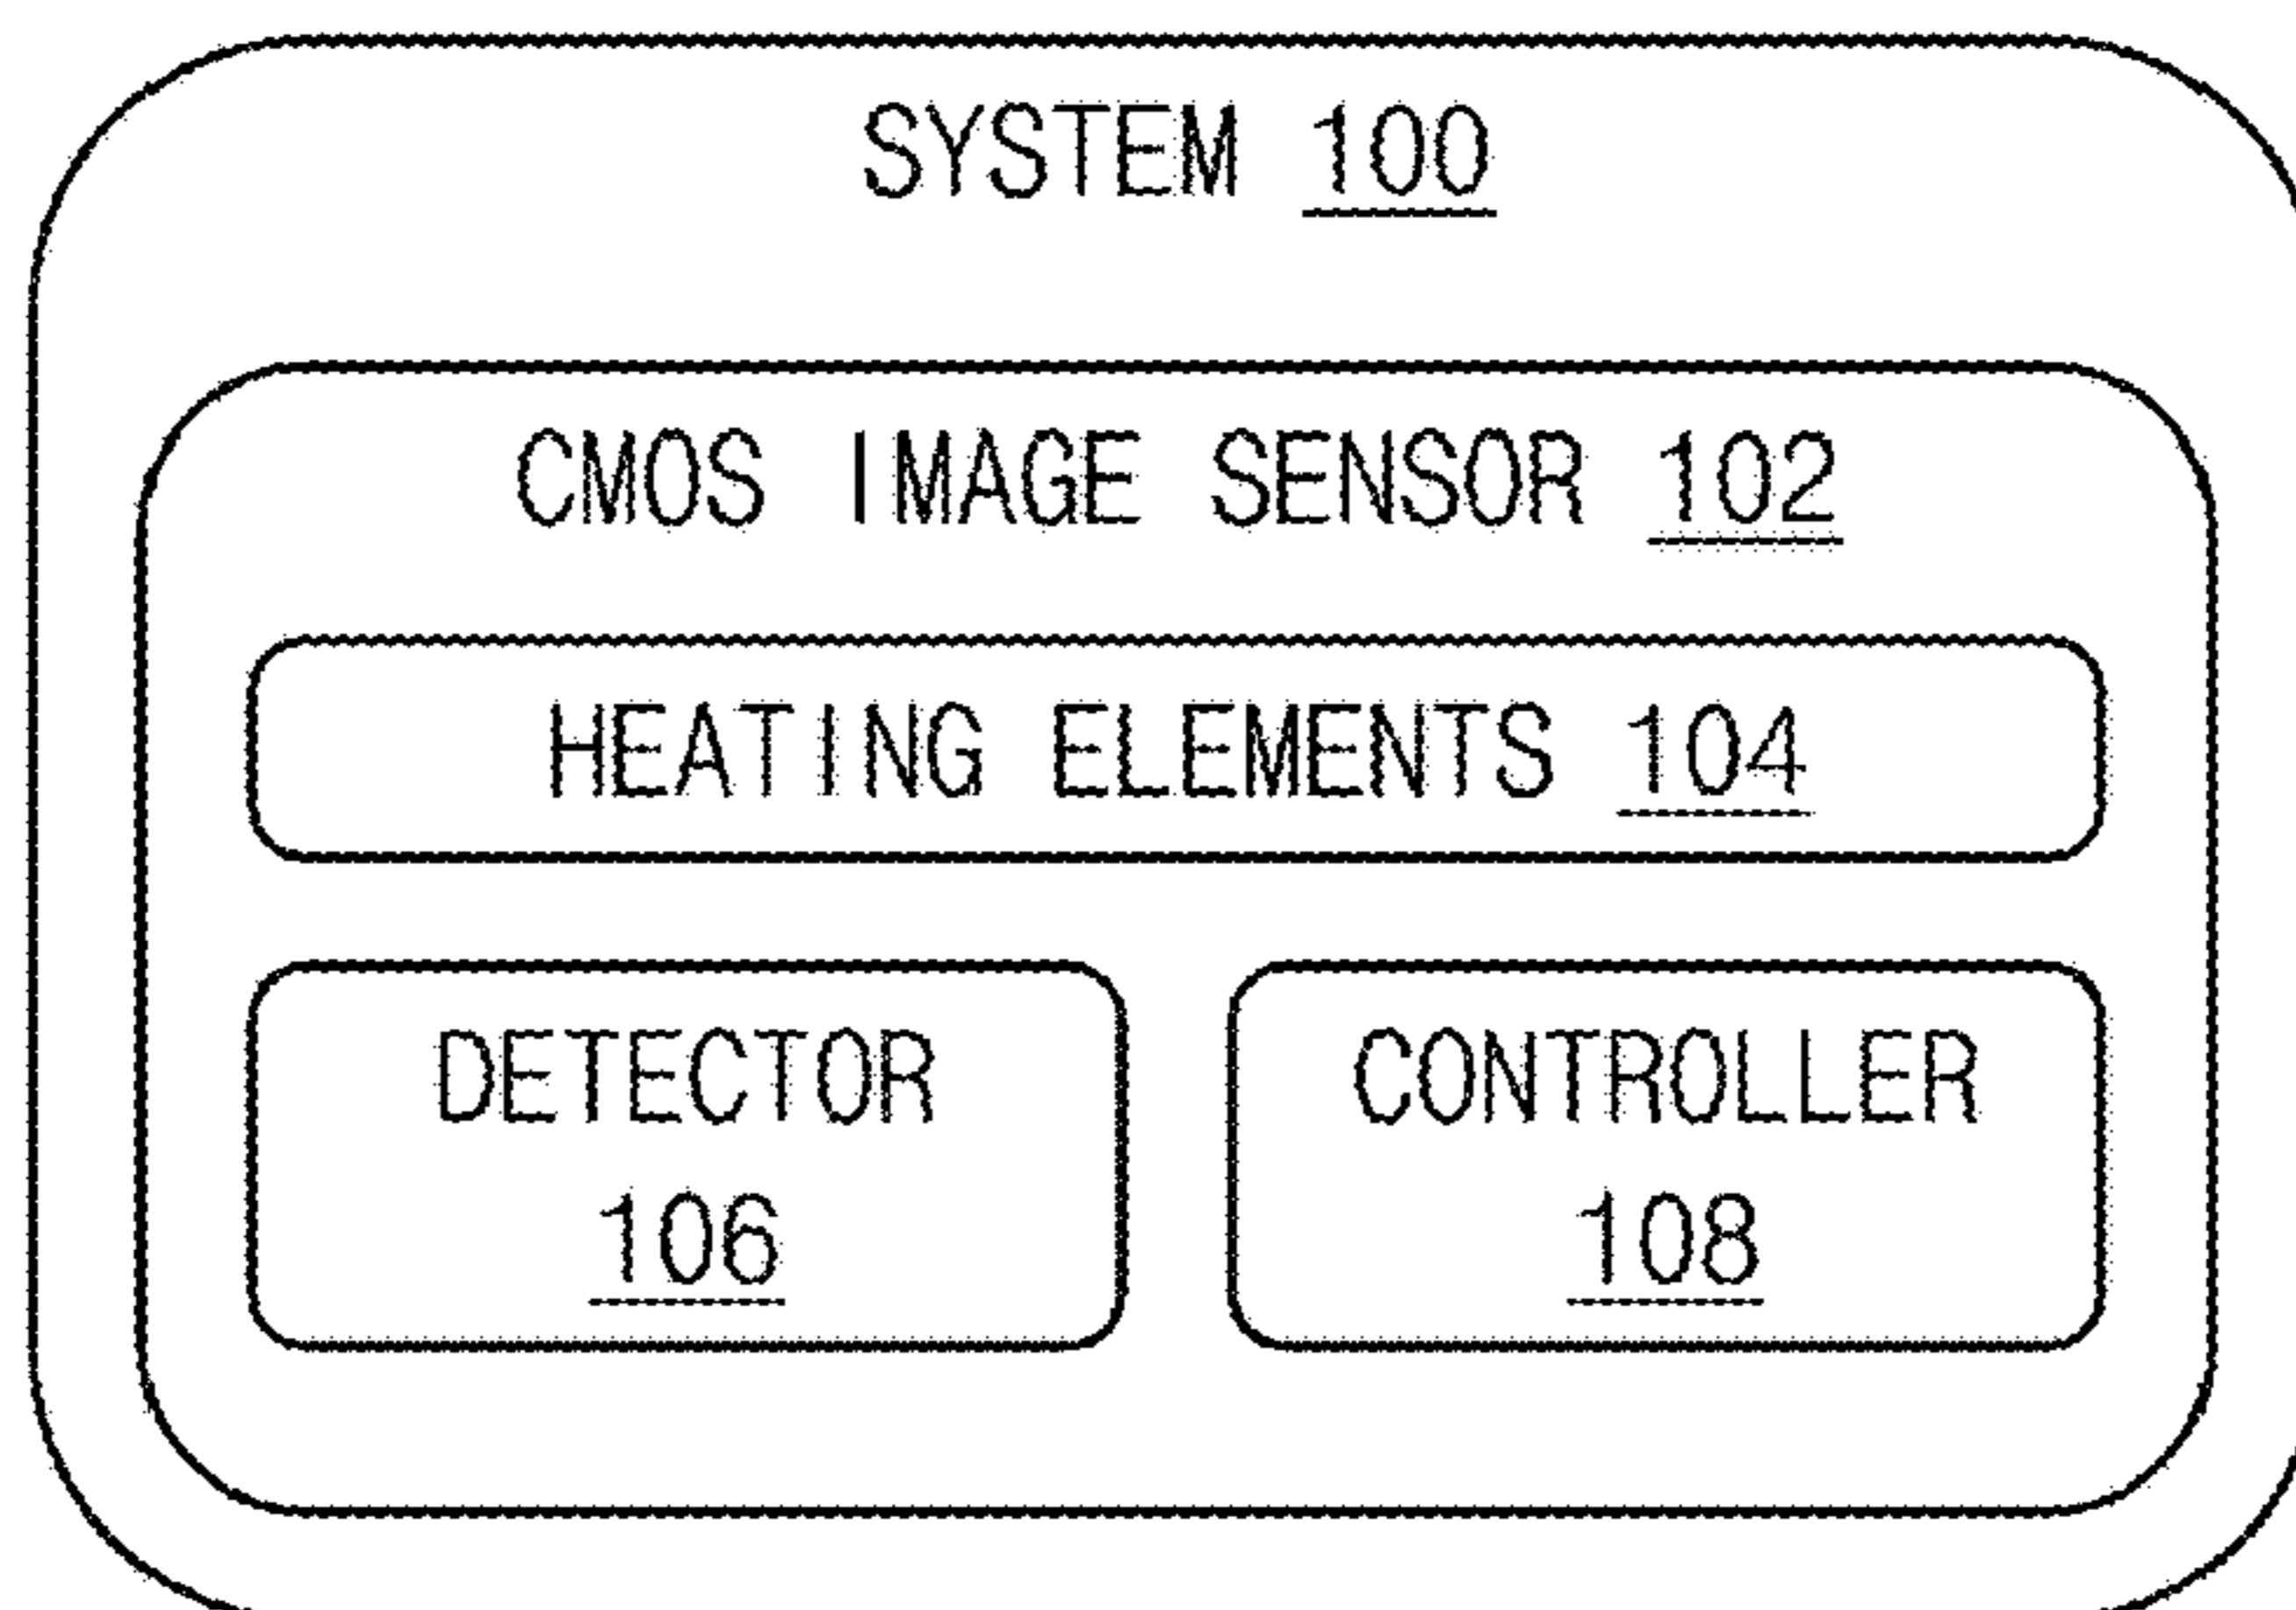 SYSTEM 100
CMOS IMAGE SENSOR 102
HEATING ELEMENTS 104
DETECTOR
106
CONTROLLER
108